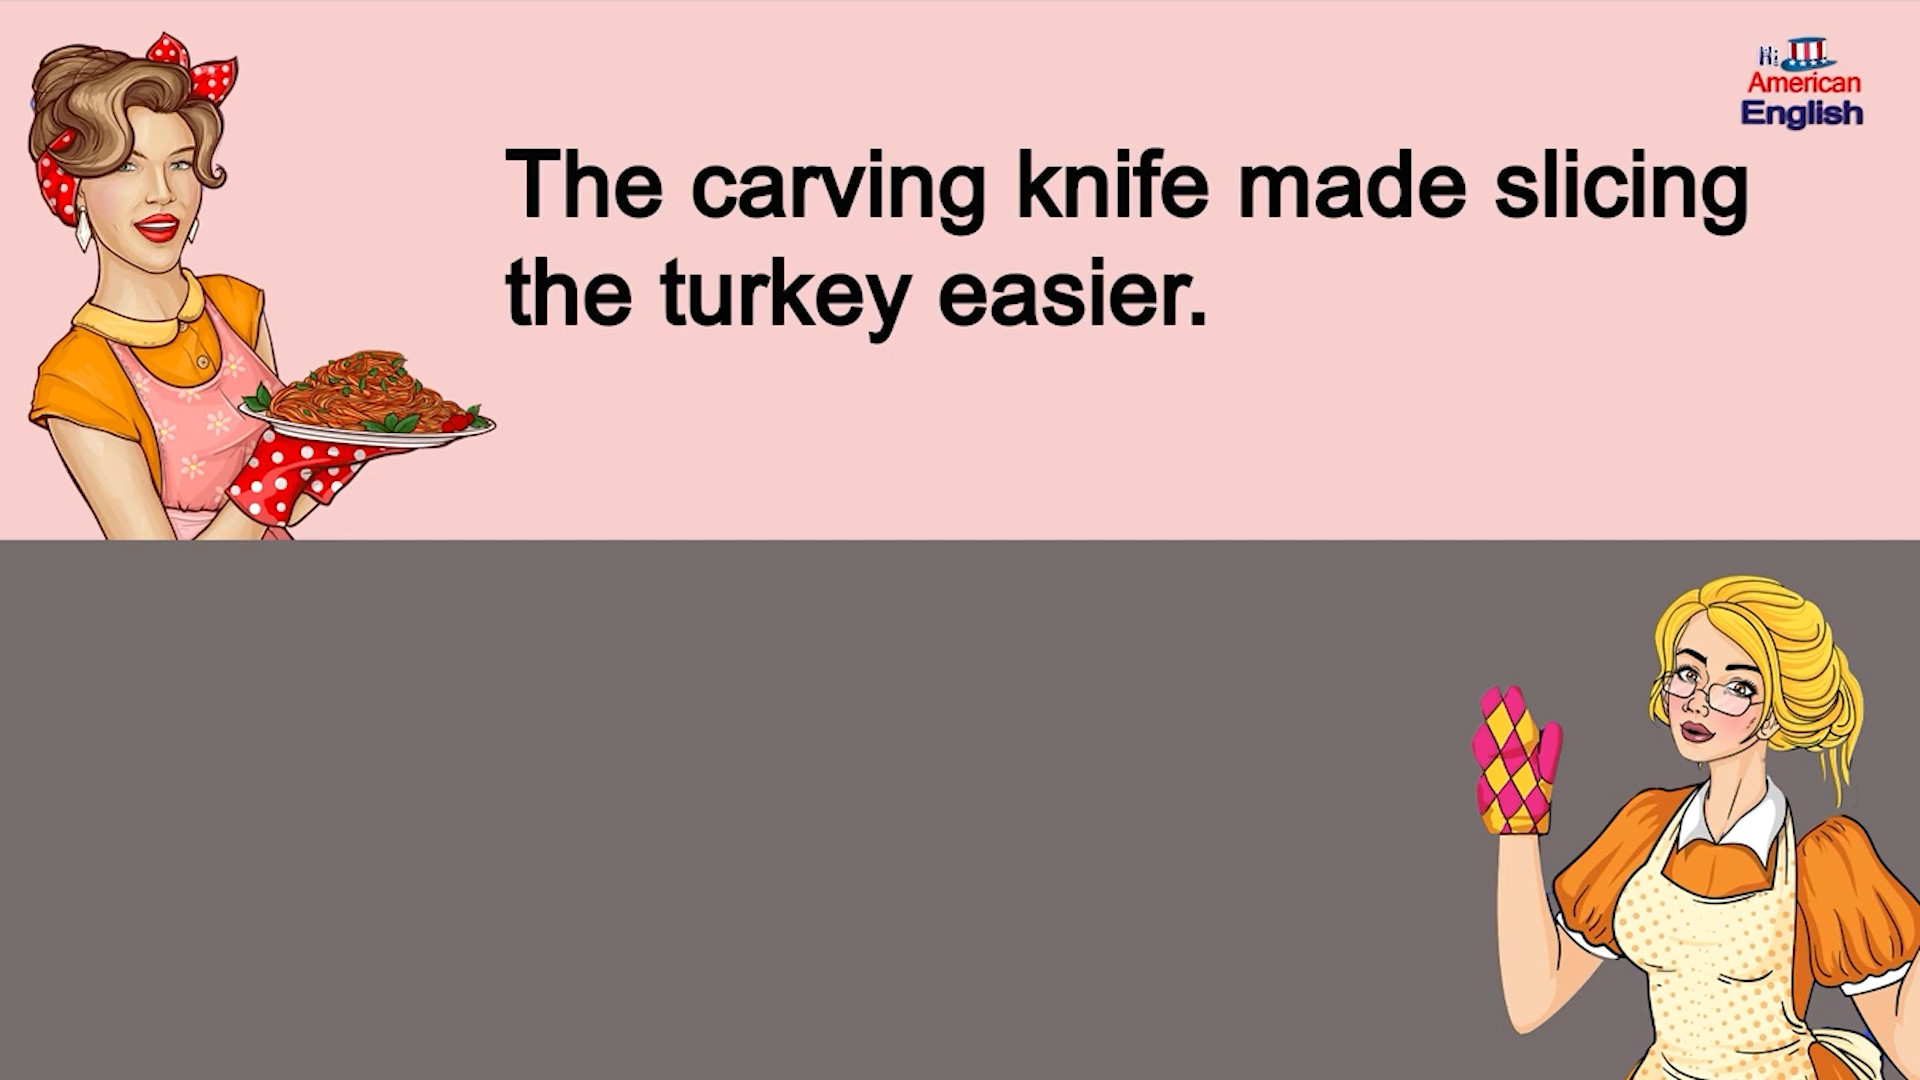 Hi
American
English
The carving knife made slicing
the turkey easier.